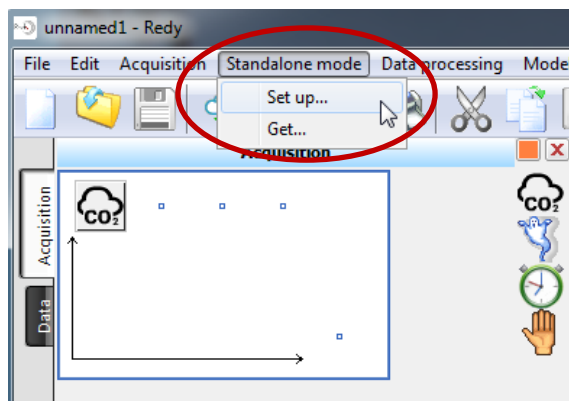 unnamed1 - Redy
File Edit Acquisition Standalone mode Data processing Mode
Set up...
Get...
Acquisition
Acquisition
Data
CO2
CO2